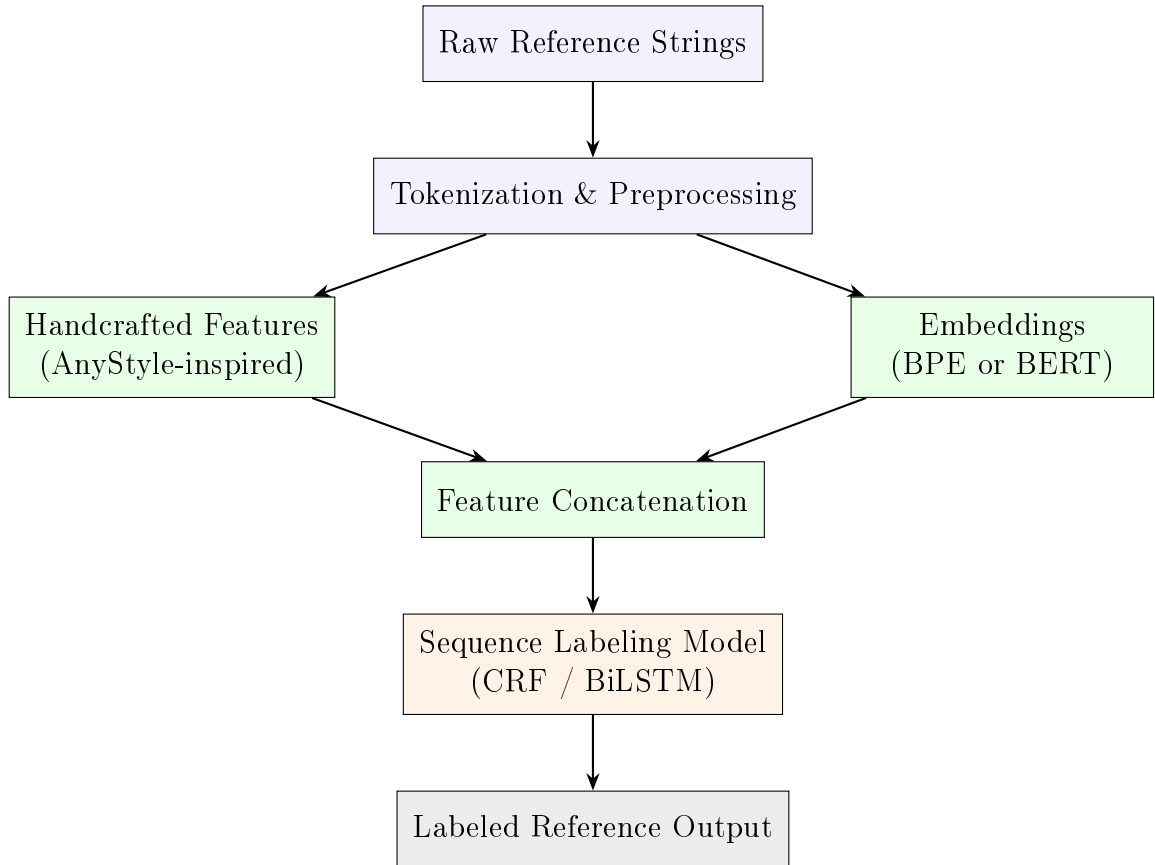 Raw Reference Strings
Tokenization & Preprocessing
Handcrafted Features
(AnyStyle-inspired)
Embeddings
(BPE or BERT)
Feature Concatenation
Sequence Labeling Model
(CRF / BiLSTM)
Labeled Reference Output